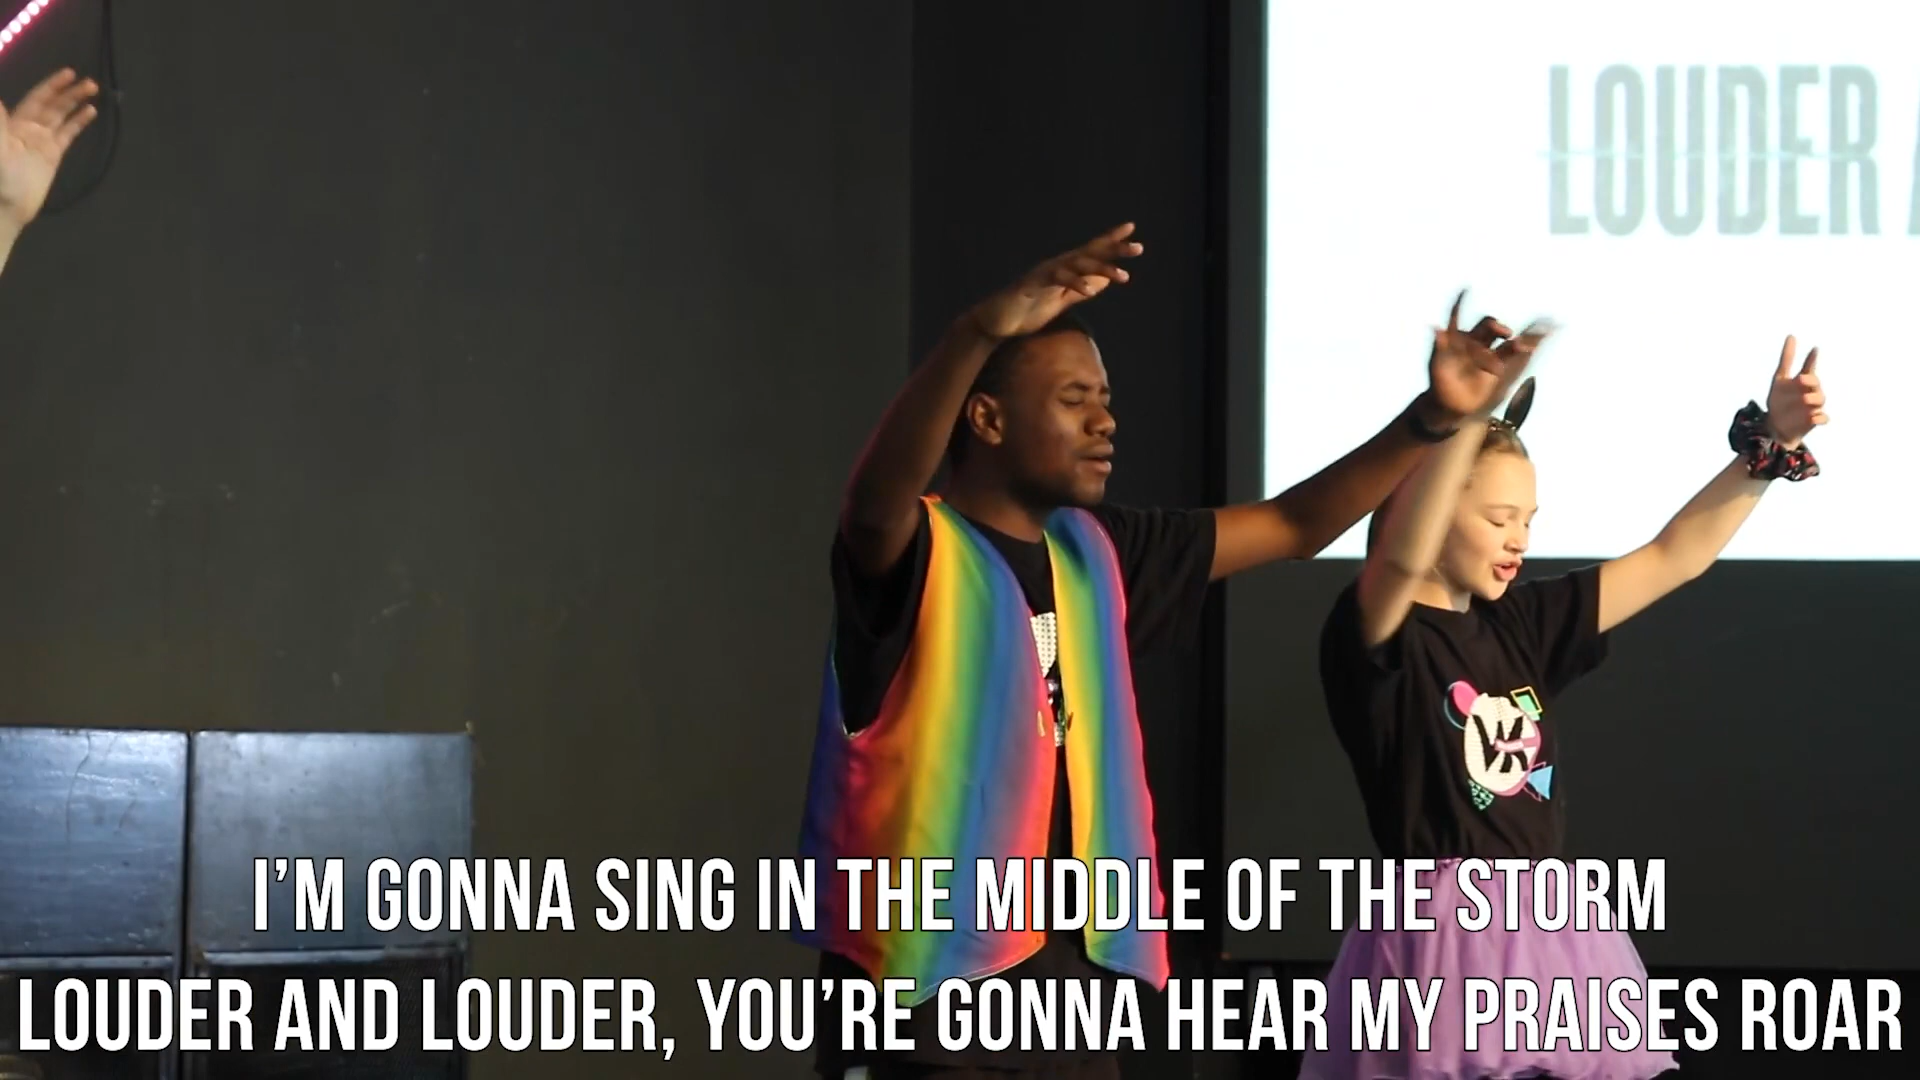 LOUDER
VK
I’M GONNA SING IN THE MIDDLE OF THE STORM
LOUDER AND LOUDER, YOU’RE GONNA HEAR MY PRAISES ROAR